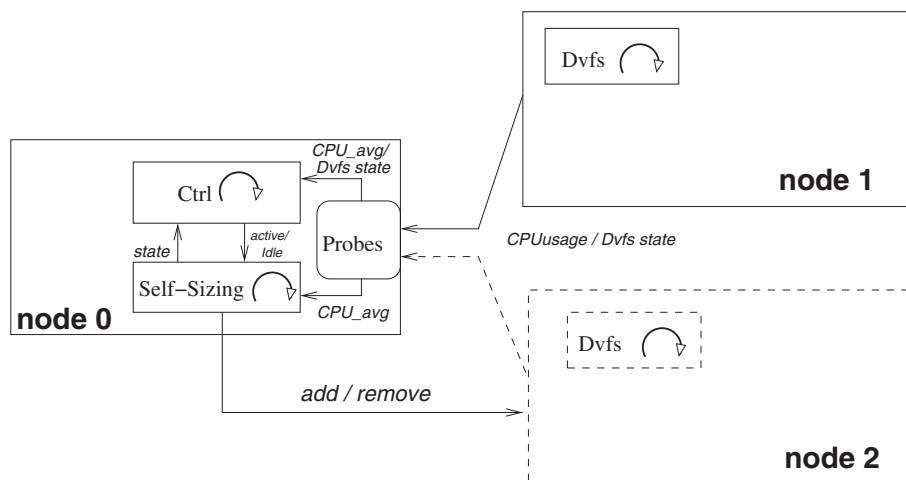 Dvfs
node 1
CPU_avg/
Dvfs state
Ctrl
Probes
state
active/
Idle
Self-Sizing
CPU_avg
node 0
CPUusage / Dvfs state
add / remove
Dvfs
node 2